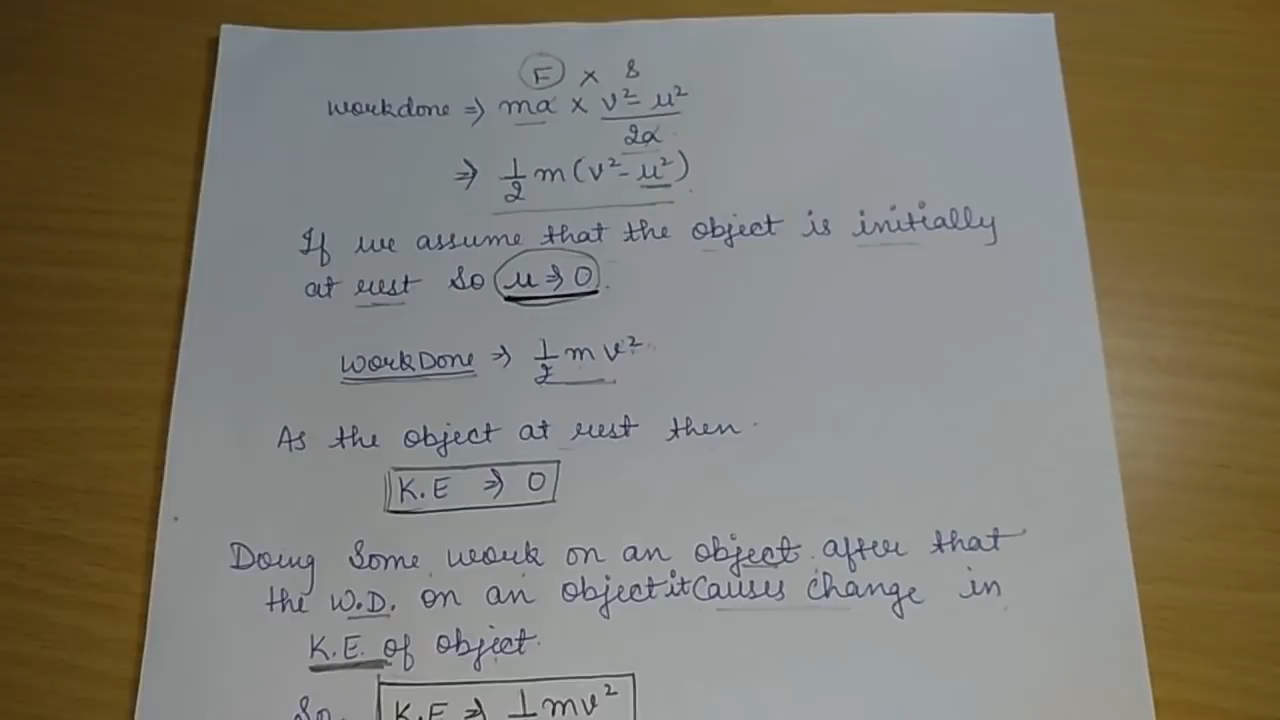 F × s
Workdone ⇒ ma × v² - u²
2a
⇒ 1/2 m (v² - u²)
If we assume that the object is initially
at rest So u ⇒ 0.
WorkDone ⇒ 1/2 m v²
As the object at rest then
K.E ⇒ 0
Doing Some work on an object after that
the W.D. on an object it Causes change in
K.E. of object.
So K.E ⇒ 1/2 mv²